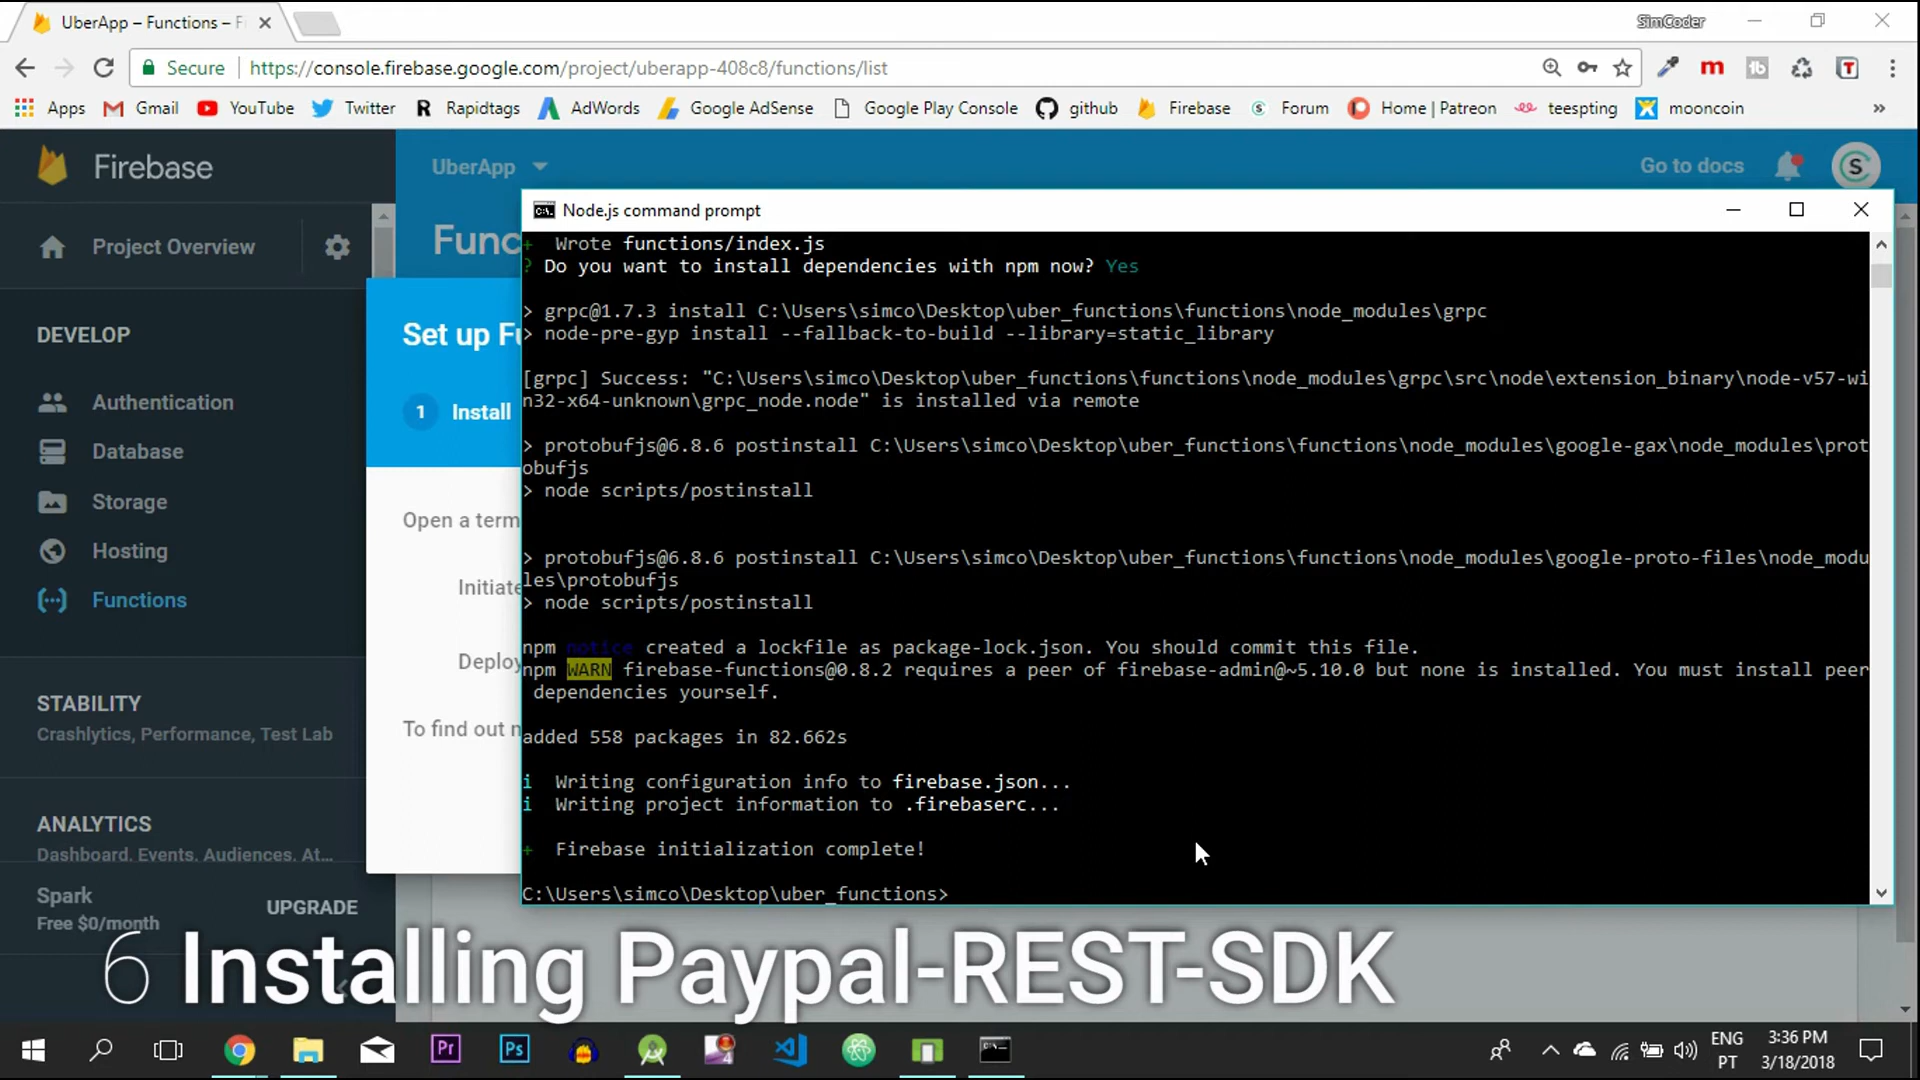 UberApp – Functions – F
SimCoder
Secure
https://console.firebase.google.com/project/uberapp-408c8/functions/list
Apps
Gmail
YouTube
Twitter
Rapidtags
AdWords
Google AdSense
Google Play Console
github
Firebase
Forum
Home | Patreon
teespting
mooncoin
»
Firebase
UberApp
Go to docs
Project Overview
Func
Node.js command prompt
DEVELOP
Authentication
Database
Storage
Hosting
Functions
STABILITY
Crashlytics, Performance, Test Lab
ANALYTICS
Dashboard, Events, Audiences, At...
Spark
Free $0/month
UPGRADE
Set up Fu
1 Install
Open a term
Initiate
Deploy
To find out
+ Wrote functions/index.js
? Do you want to install dependencies with npm now? Yes
> grpc@1.7.3 install C:\Users\simco\Desktop\uber_functions\functions\node_modules\grpc
> node-pre-gyp install --fallback-to-build --library=static_library
[grpc] Success: "C:\Users\simco\Desktop\uber_functions\functions\node_modules\grpc\src\node\extension_binary\node-v57-wi
n32-x64-unknown\grpc_node.node" is installed via remote
> protobufjs@6.8.6 postinstall C:\Users\simco\Desktop\uber_functions\functions\node_modules\google-gax\node_modules\prot
obufjs
> node scripts/postinstall
> protobufjs@6.8.6 postinstall C:\Users\simco\Desktop\uber_functions\functions\node_modules\google-proto-files\node_modu
les\protobufjs
> node scripts/postinstall
npm notice created a lockfile as package-lock.json. You should commit this file.
npm WARN firebase-functions@0.8.2 requires a peer of firebase-admin@~5.10.0 but none is installed. You must install peer
dependencies yourself.
added 558 packages in 82.662s
i Writing configuration info to firebase.json...
i Writing project information to .firebaserc...
+ Firebase initialization complete!
C:\Users\simco\Desktop\uber_functions>
6 Installing Paypal-REST-SDK
Pr
Ps
4
ENG
PT
3:36 PM
3/18/2018